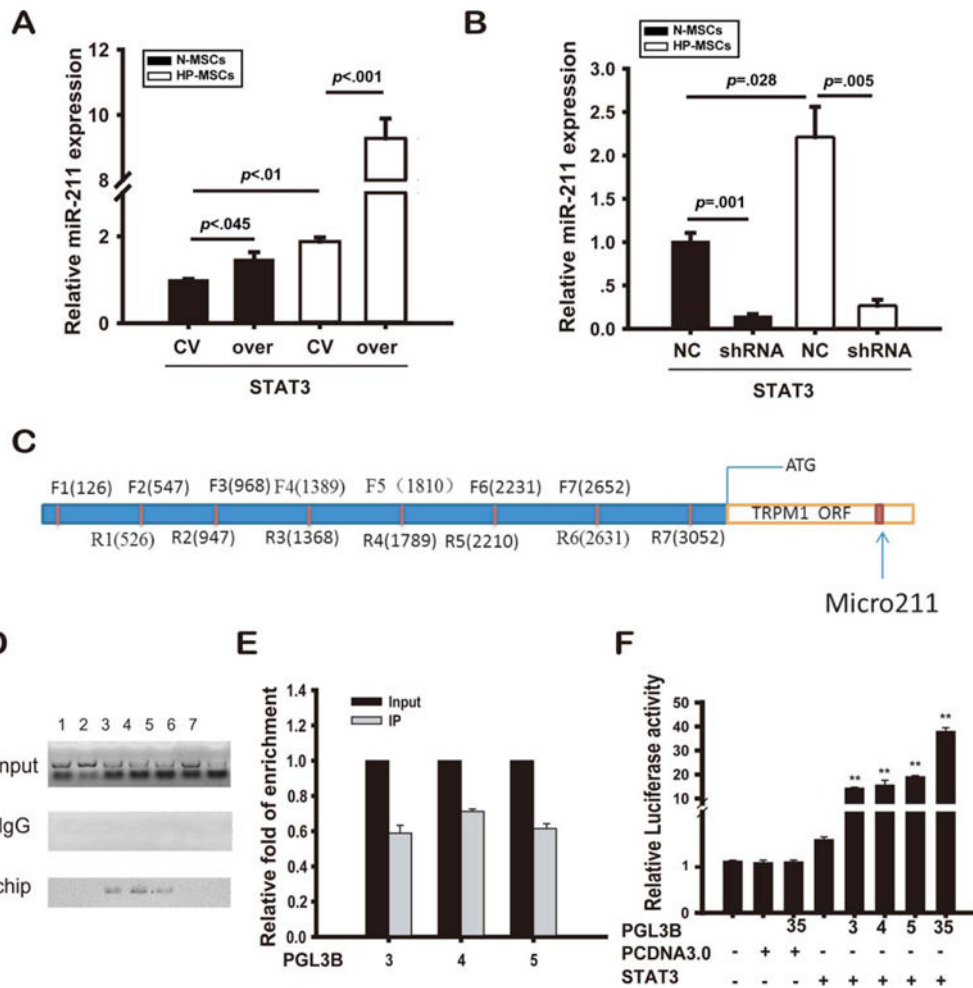 A
N-MSCs
HP-MSCs
Relative miR-211 expression
12
10
8
2
0
p<.001
p<.01
p<.045
CV over CV over
STAT3
B
N-MSCs
HP-MSCs
Relative miR-211 expression
3.0
2.5
2.0
1.5
1.0
.5
0.0
p=.028
p=.005
p=.001
NC shRNA NC shRNA
STAT3
C
ATG
F1(126) F2(547) F3(968) F4(1389) F5（1810） F6(2231) F7(2652)
TRPM1 ORF
R1(526) R2(947) R3(1368) R4(1789) R5(2210) R6(2631) R7(3052)
Micro211
1 2 3 4 5 6 7
IgG
chip
E
Relative fold of enrichment
1.4
1.2
1.0
0.8
0.6
0.4
0.2
0.0
Input
IP
PGL3B 3 4 5
F
Relative Luciferase activity
50
40
30
20
10
1
0
** ** ** **
PGL3B 35 3 4 5 35
PCDNA3.0 - + + - - - - -
STAT3 - - - + + + + +